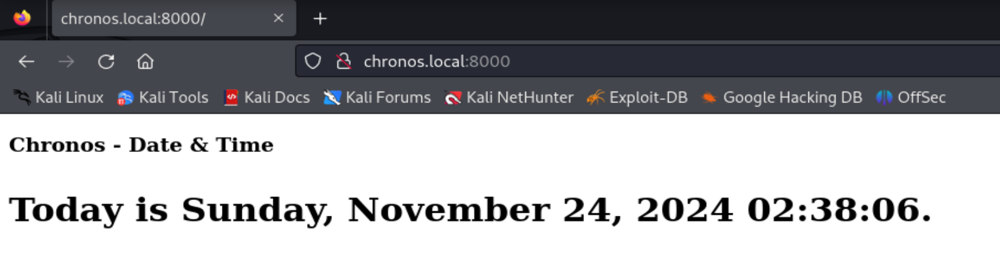 chronos.local:8000/
chronos.local:8000
Kali Linux Kali Tools Kali Docs Kali Forums Kali NetHunter Exploit-DB Google Hacking DB OffSec
Chronos - Date & Time
Today is Sunday, November 24, 2024 02:38:06.